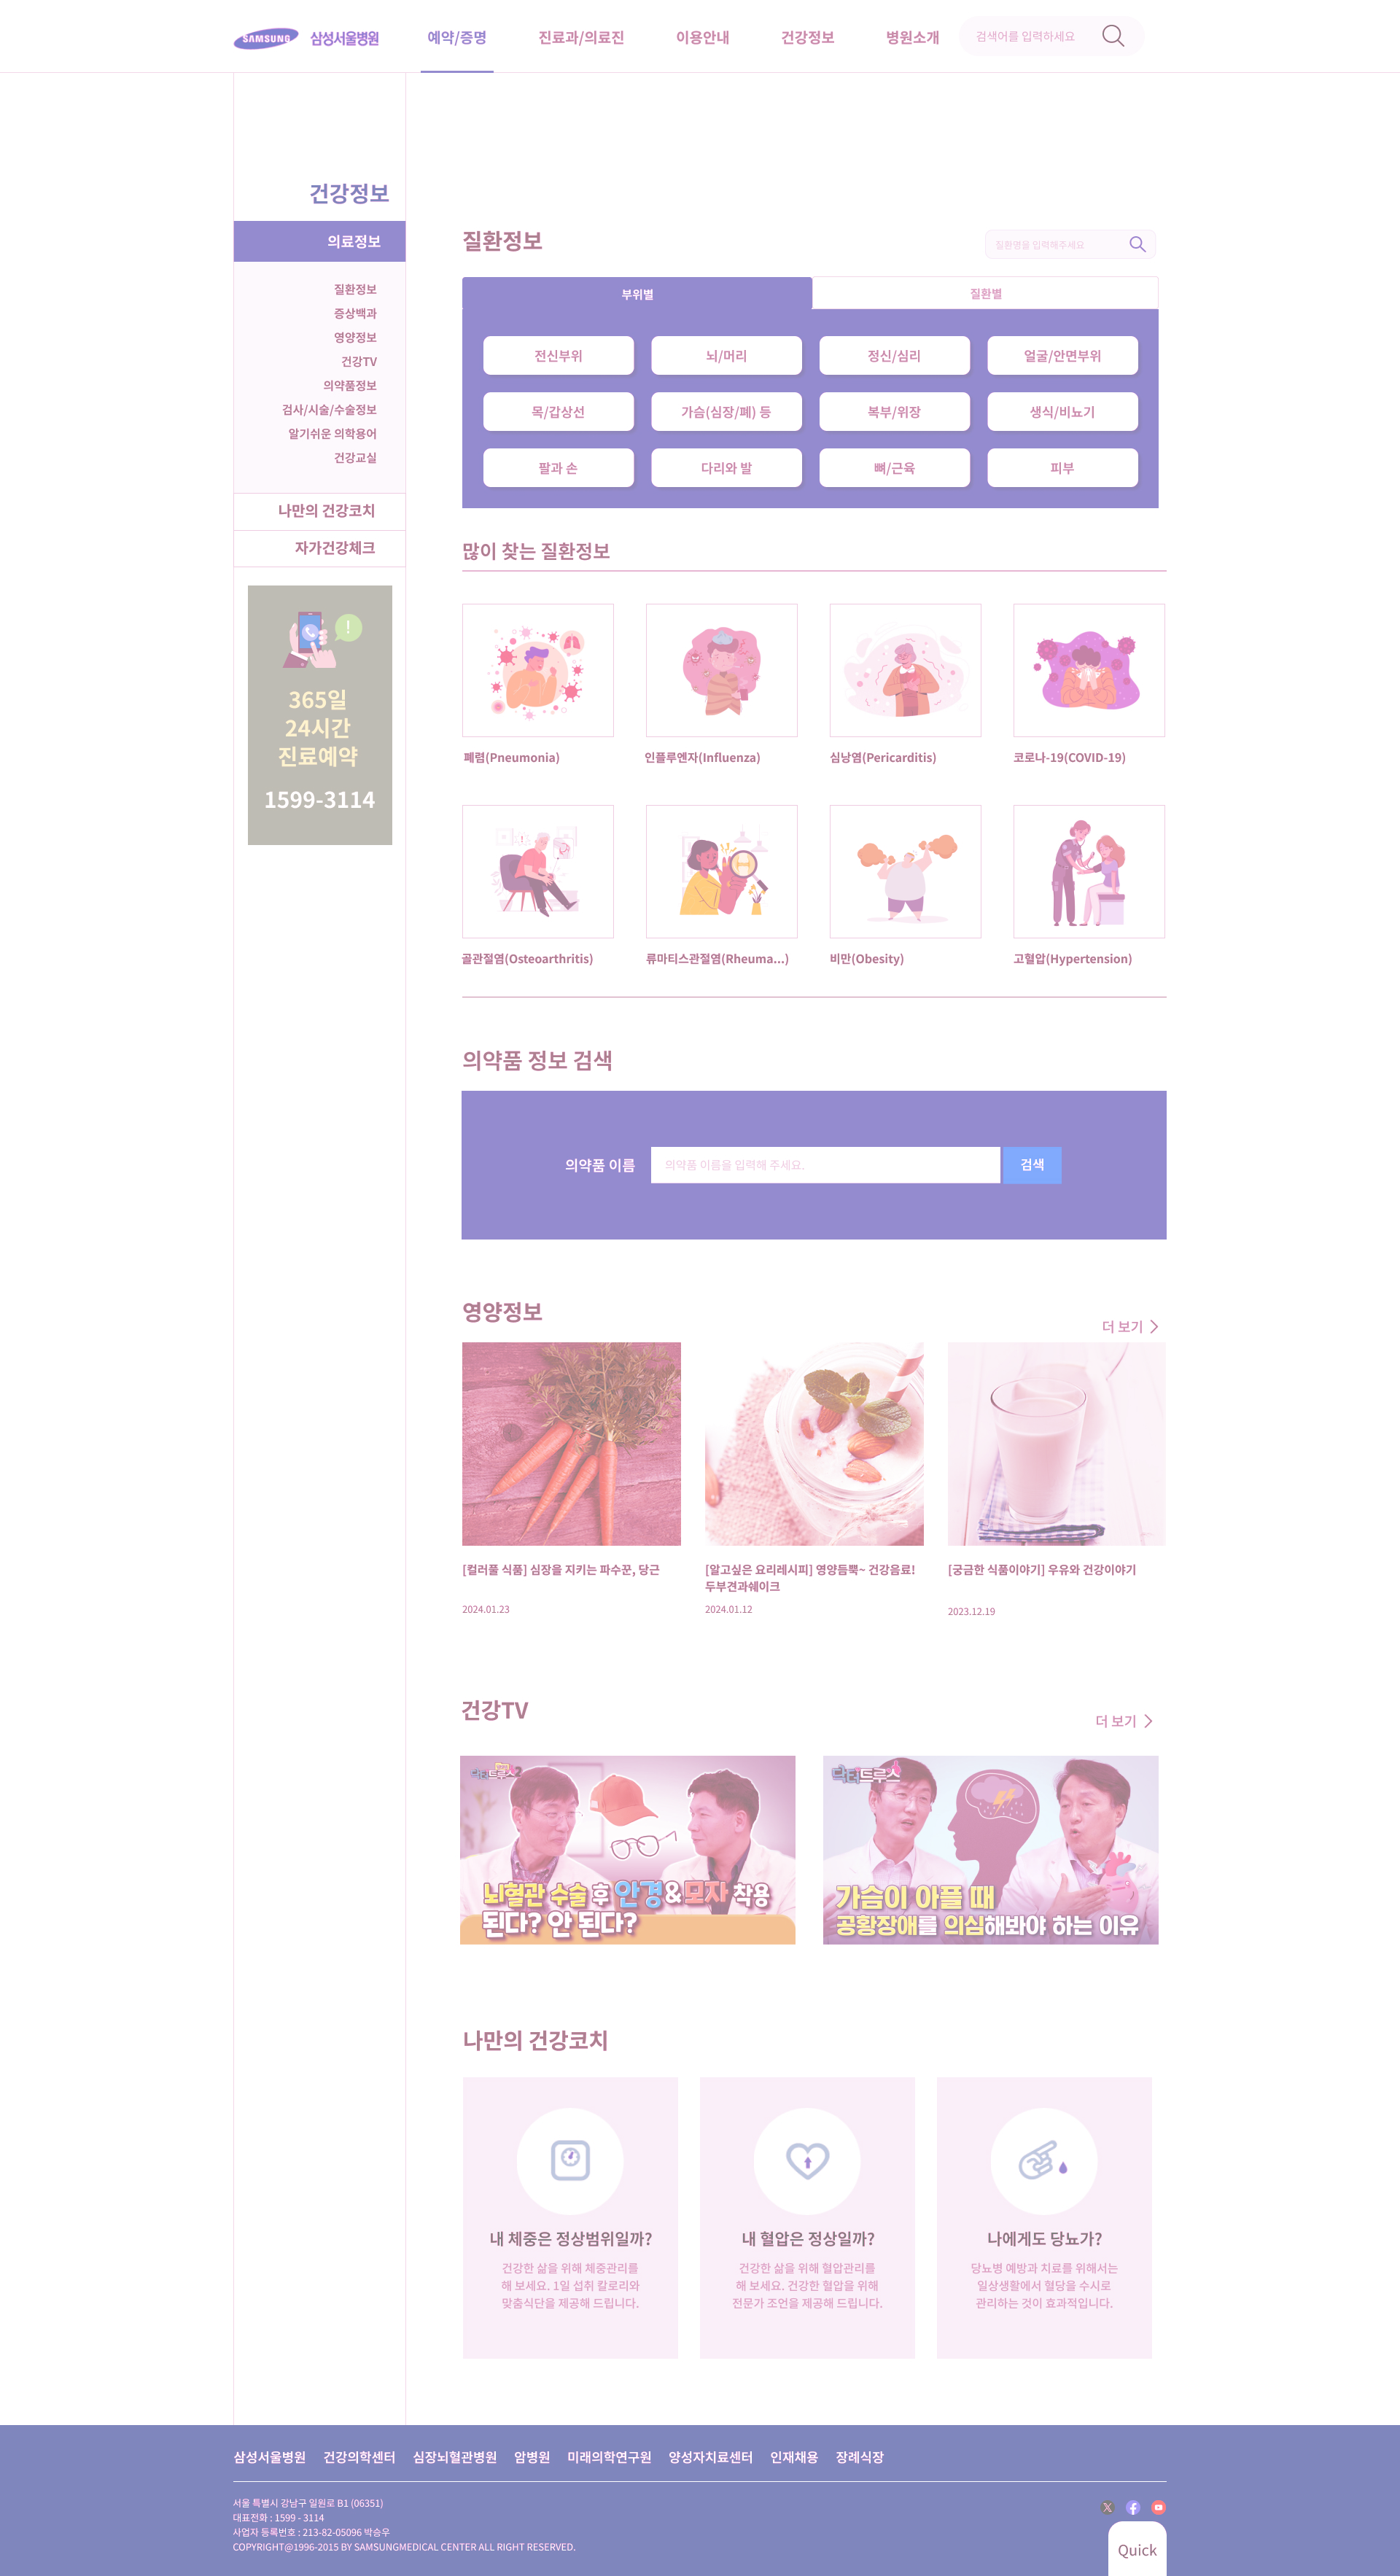 SAMSUNG 삼성서울병원
예약/증명
진료과/의료진
이용안내
건강정보
병원소개
검색어를 입력하세요
건강정보
의료정보
질환정보
증상백과
영양정보
건강TV
의약품정보
검사/시술/수술정보
알기쉬운 의학용어
건강교실
나만의 건강코치
자가건강체크
!
365일
24시간
진료예약
1599-3114
질환정보
질환명을 입력해주세요
부위별
질환별
전신부위
뇌/머리
정신/심리
얼굴/안면부위
목/갑상선
가슴(심장/폐) 등
복부/위장
생식/비뇨기
팔과 손
다리와 발
뼈/근육
피부
많이 찾는 질환정보
폐렴(Pneumonia)
인플루엔자(Influenza)
심낭염(Pericarditis)
코로나-19(COVID-19)
골관절염(Osteoarthritis)
류마티스관절염(Rheuma...)
비만(Obesity)
고혈압(Hypertension)
의약품 정보 검색
의약품 이름
의약품 이름을 입력해 주세요.
검색
영양정보
더 보기
[컬러풀 식품] 심장을 지키는 파수꾼, 당근
2024.01.23
[알고싶은 요리레시피] 영양듬뿍~ 건강음료!
두부견과쉐이크
2024.01.12
[궁금한 식품이야기] 우유와 건강이야기
2023.12.19
건강TV
더 보기
닥터드루스2
뇌혈관 수술 후 안경&모자 착용
된다? 안 된다?
닥터드루스
가슴이 아플 때
공황장애를 의심해봐야 하는 이유
나만의 건강코치
내 체중은 정상범위일까?
건강한 삶을 위해 체중관리를
해 보세요. 1일 섭취 칼로리와
맞춤식단을 제공해 드립니다.
내 혈압은 정상일까?
건강한 삶을 위해 혈압관리를
해 보세요. 건강한 혈압을 위해
전문가 조언을 제공해 드립니다.
나에게도 당뇨가?
당뇨병 예방과 치료를 위해서는
일상생활에서 혈당을 수시로
관리하는 것이 효과적입니다.
삼성서울병원 건강의학센터 심장뇌혈관병원 암병원 미래의학연구원 양성자치료센터 인재채용 장례식장
서울 특별시 강남구 일원로 B1 (06351)
대표전화 : 1599 - 3114
사업자 등록번호 : 213-82-05096 박승우
COPYRIGHT@1996-2015 BY SAMSUNGMEDICAL CENTER ALL RIGHT RESERVED.
Quick